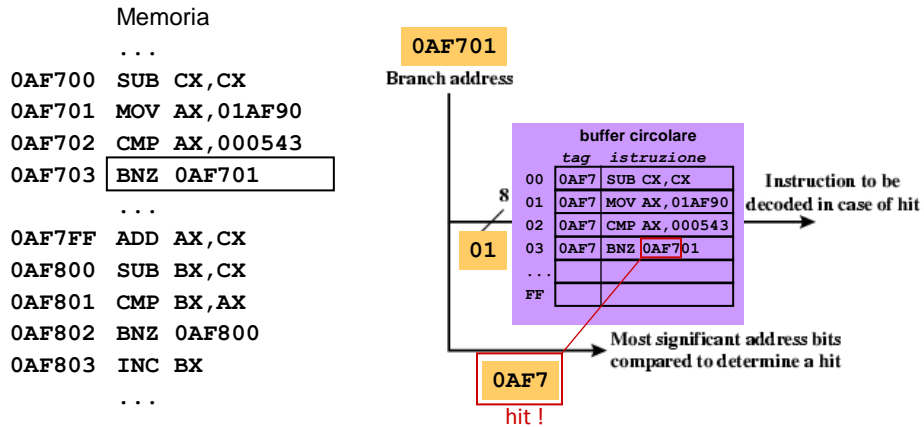 Memoria
...
0AF700 SUB CX,CX
0AF701 MOV AX,01AF90
0AF702 CMP AX,000543
0AF703 BNZ 0AF701
...
0AF7FF ADD AX,CX
0AF800 SUB BX,CX
0AF801 CMP BX,AX
0AF802 BNZ 0AF800
0AF803 INC BX
...
0AF701
Branch address
buffer circolare
tag istruzione
00 0AF7 SUB CX,CX
01 0AF7 MOV AX,01AF90
02 0AF7 CMP AX,000543
03 0AF7 BNZ 0AF701
...
FF
8
01
Instruction to be
decoded in case of hit
Most significant address bits
compared to determine a hit
0AF7
hit !